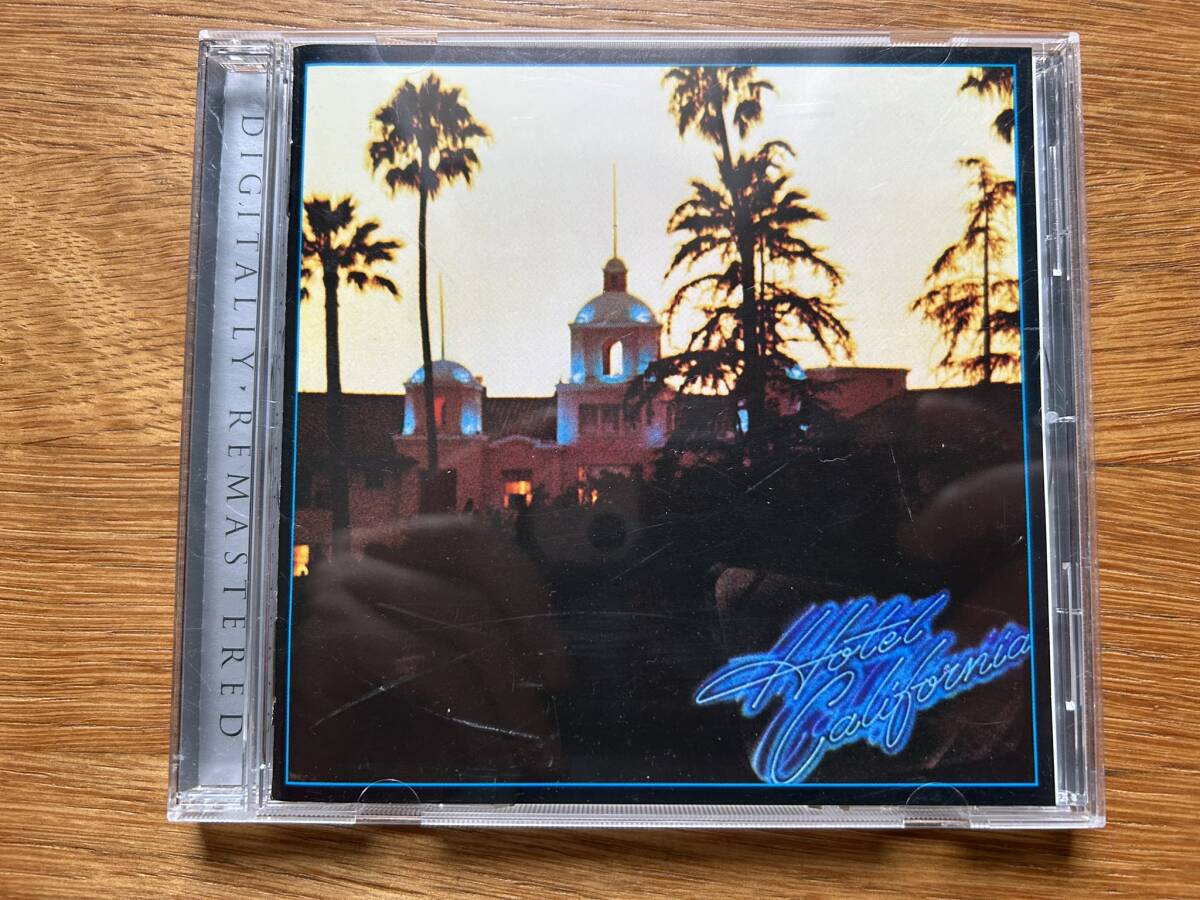 DIGITALLY · REMASTERED
Hotel
California